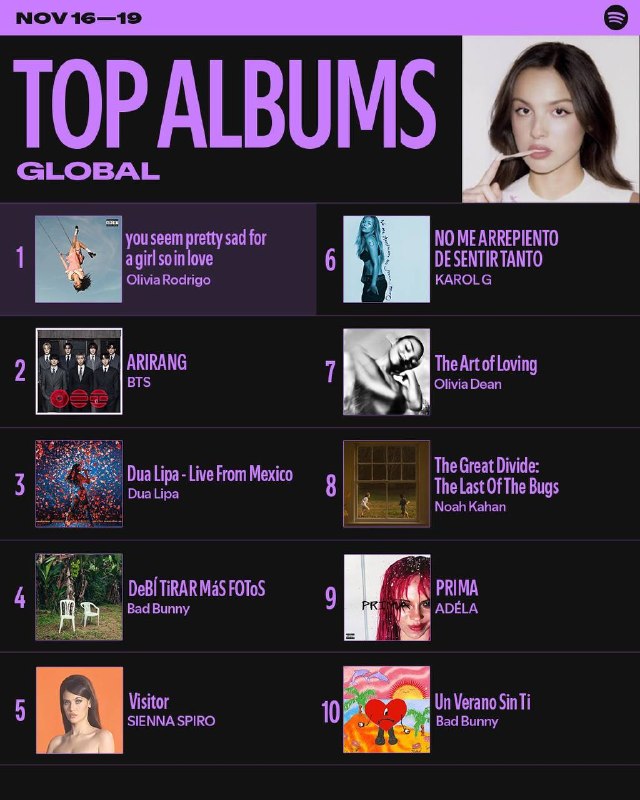 NOV 16—19
TOP ALBUMS
GLOBAL
1
you seem pretty sad for
a girl so in love
Olivia Rodrigo
2
ARIRANG
BTS
3
Dua Lipa - Live From Mexico
Dua Lipa
4
DeBÍ TiRAR MáS FOToS
Bad Bunny
5
Visitor
SIENNA SPIRO
6
NO ME ARREPIENTO
DE SENTIR TANTO
KAROL G
7
The Art of Loving
Olivia Dean
8
The Great Divide:
The Last Of The Bugs
Noah Kahan
9
PRIMA
PRIMA
ADÉLA
10
Un Verano Sin Ti
Bad Bunny